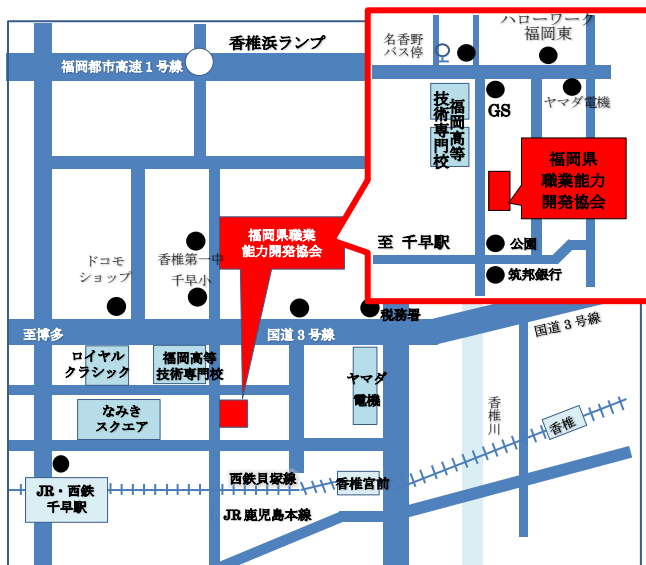 香椎浜ランプ
福岡都市高速１号線
名香野
バス停
ハローワーク
福岡東
ヤマダ電機
福岡高等
技術専門校
GS
福岡県
職業能力
開発協会
至 千早駅
公園
筑邦銀行
福岡県職業
能力開発協会
ドコモ
ショップ
香椎第一中
千早小
税務署
至博多
国道３号線
国道３号線
ロイヤル
クラシック
福岡高等
技術専門校
ヤマダ
電機
なみき
スクエア
香椎川
香椎
西鉄貝塚線
香椎宮前
JR・西鉄
千早駅
JR鹿児島本線